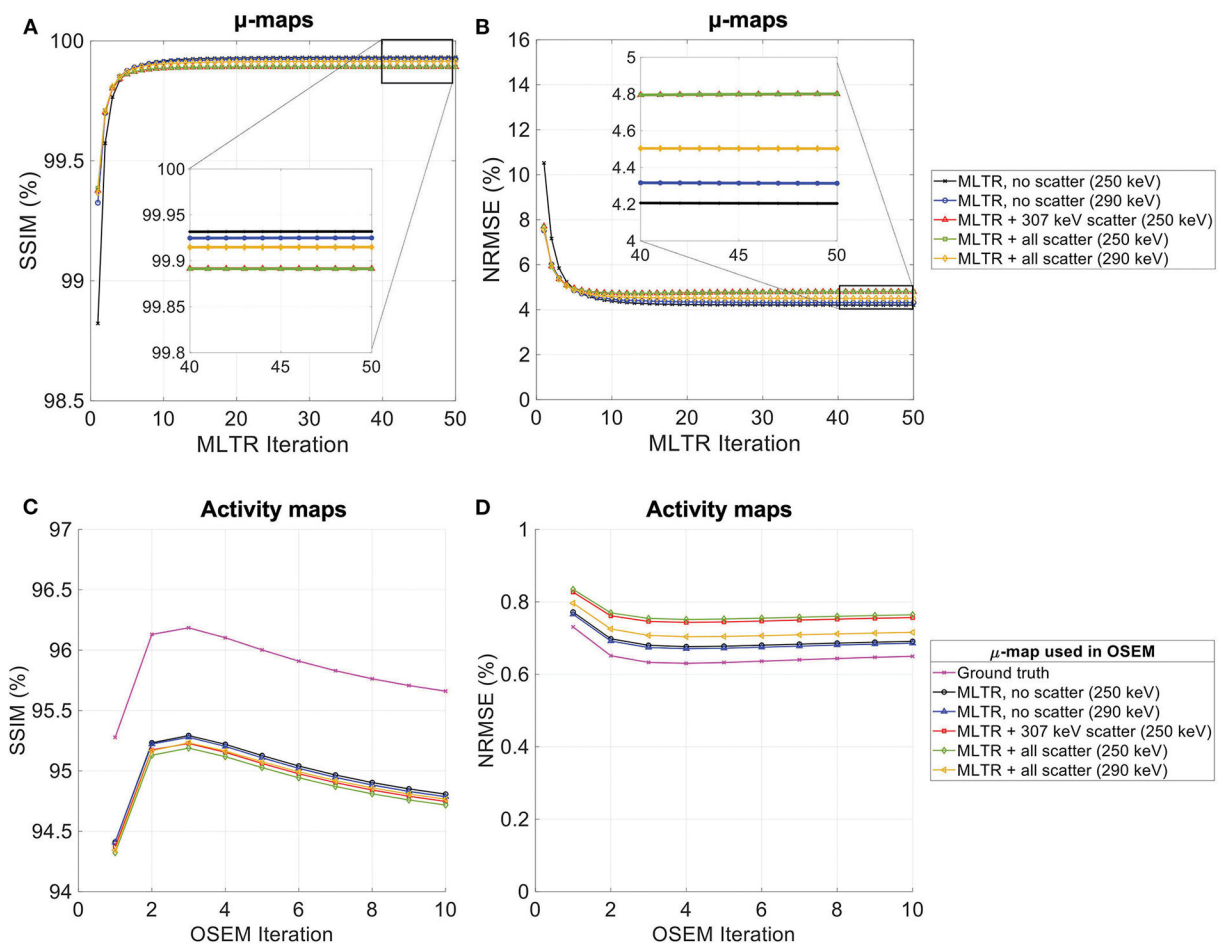 A
μ-maps
100
99.5
99
98.5
SSIM (%)
0
10
20
30
40
50
MLTR Iteration
100
99.95
99.9
99.85
99.8
40
45
50
B
μ-maps
16
14
12
10
8
6
4
2
0
NRMSE (%)
0
10
20
30
40
50
MLTR Iteration
5
4.8
4.6
4.4
4.2
4
40
45
50
MLTR, no scatter (250 keV)
MLTR, no scatter (290 keV)
MLTR + 307 keV scatter (250 keV)
MLTR + all scatter (250 keV)
MLTR + all scatter (290 keV)
C
Activity maps
97
96.5
96
95.5
95
94.5
94
SSIM (%)
0
2
4
6
8
10
OSEM Iteration
D
Activity maps
1
0.8
0.6
0.4
0.2
0
NRMSE (%)
0
2
4
6
8
10
OSEM Iteration
μ-map used in OSEM
Ground truth
MLTR, no scatter (250 keV)
MLTR, no scatter (290 keV)
MLTR + 307 keV scatter (250 keV)
MLTR + all scatter (250 keV)
MLTR + all scatter (290 keV)